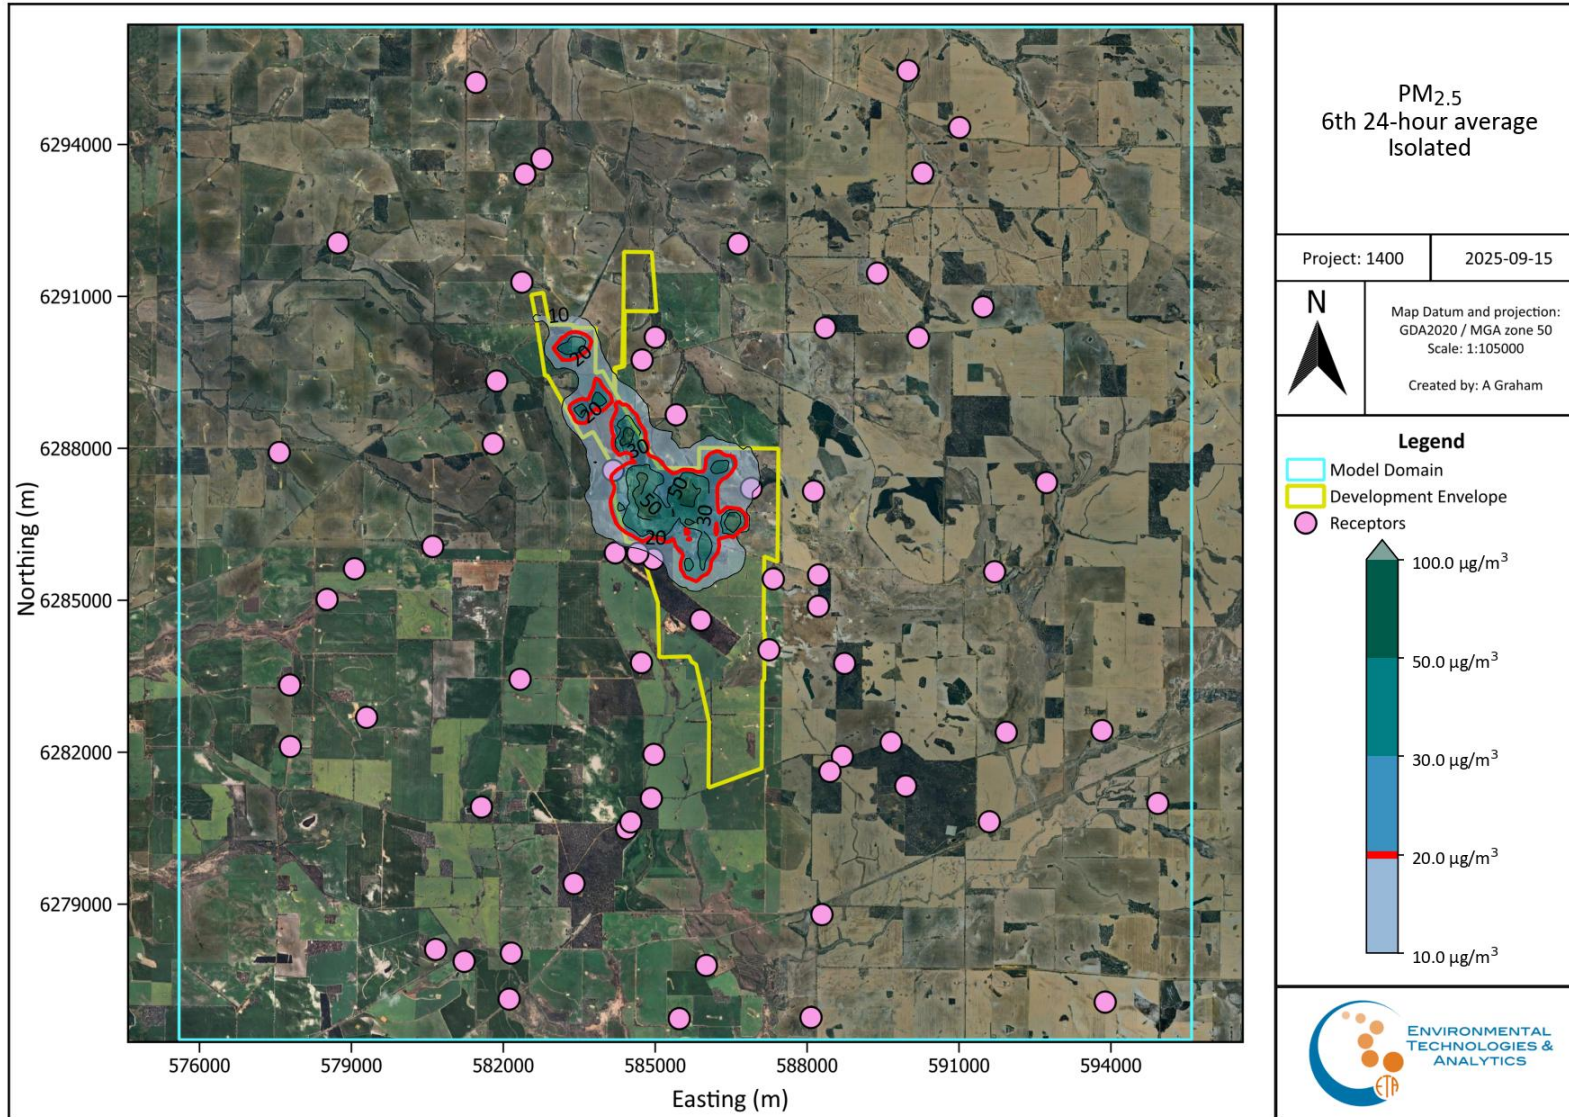 PM2.5
6th 24-hour average
Isolated
Project: 1400
2025-09-15
N
Map Datum and projection:
GDA2020 / MGA zone 50
Scale: 1:105000
Created by: A Graham
Legend
Model Domain
Development Envelope
Receptors
100.0 µg/m³
50.0 µg/m³
30.0 µg/m³
20.0 µg/m³
10.0 µg/m³
ENVIRONMENTAL
TECHNOLOGIES &
ANALYTICS
ETA
Northing (m)
6294000
6291000
6288000
6285000
6282000
6279000
10
20
20
30
50
50
30
20
576000
579000
582000
585000
588000
591000
594000
Easting (m)